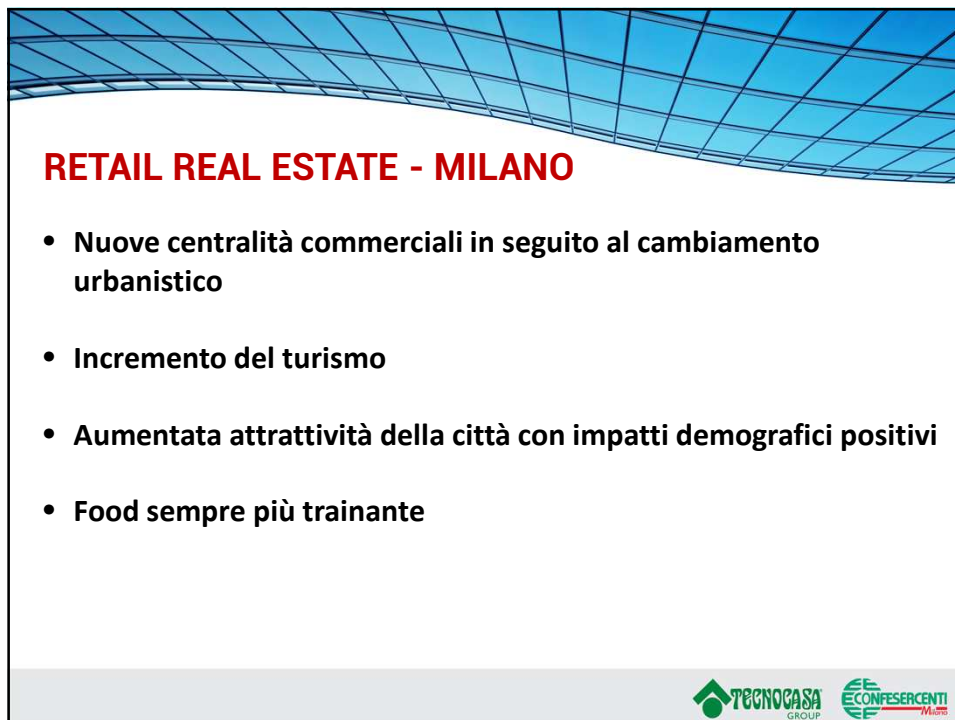 RETAIL REAL ESTATE - MILANO
• Nuove centralità commerciali in seguito al cambiamento
urbanistico
• Incremento del turismo
• Aumentata attrattività della città con impatti demografici positivi
• Food sempre più trainante
TECNOCASA
GROUP
CONFESERCENTI
Milano